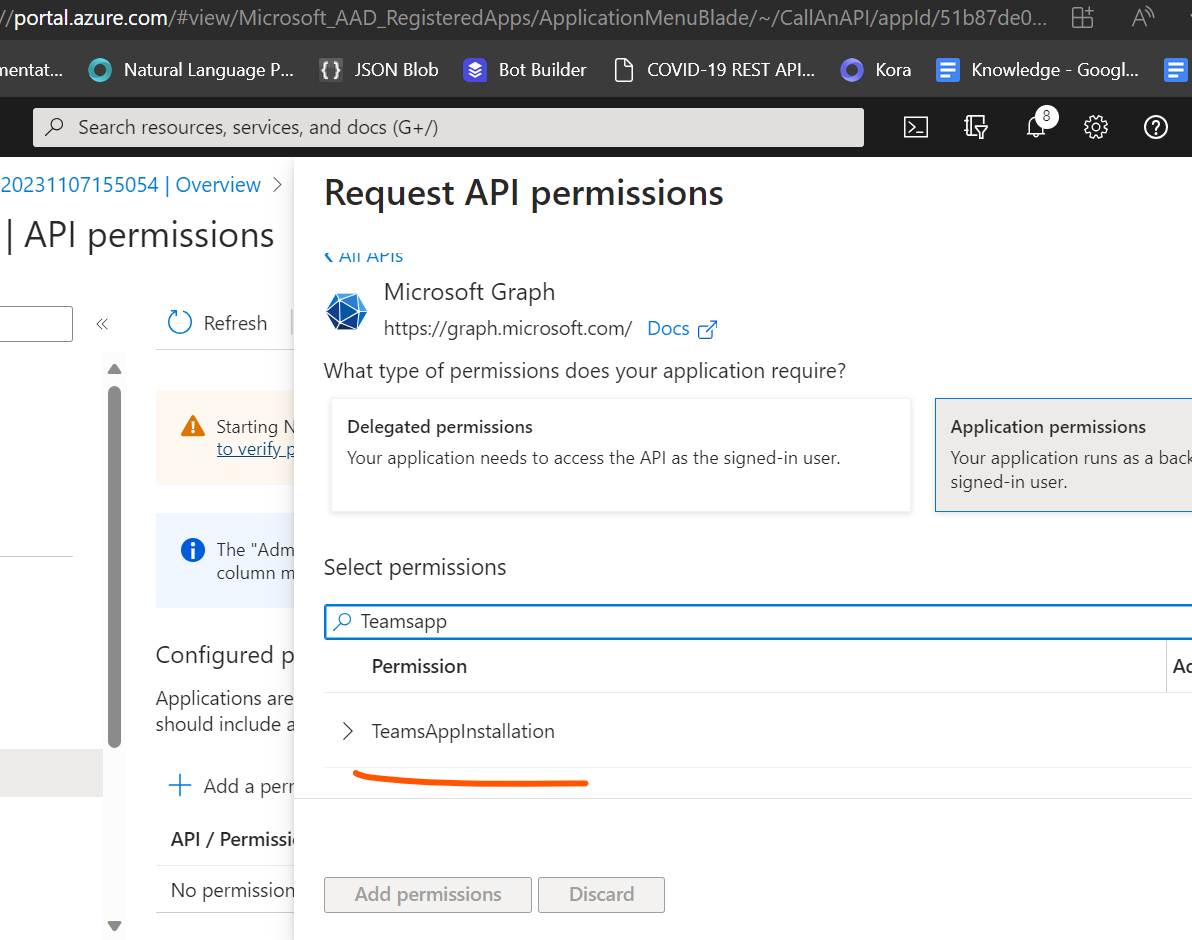 //portal.azure.com/#view/Microsoft_AAD_RegisteredApps/ApplicationMenuBlade/~/CallAnAPI/appId/51b87de0...
mentat...
Natural Language P...
JSON Blob
Bot Builder
COVID-19 REST API...
Kora
Knowledge - Googl...
Search resources, services, and docs (G+/)
8
20231107155054 | Overview
| API permissions
Refresh
Starting N
to verify p
The "Adm
column m
Configured p
Applications are
should include a
Add a perr
API / Permissi
No permission
Request API permissions
All APIs
Microsoft Graph
https://graph.microsoft.com/ Docs
What type of permissions does your application require?
Delegated permissions
Your application needs to access the API as the signed-in user.
Application permissions
Your application runs as a back
signed-in user.
Select permissions
Teamsapp
Permission
Ad
TeamsAppInstallation
Add permissions
Discard